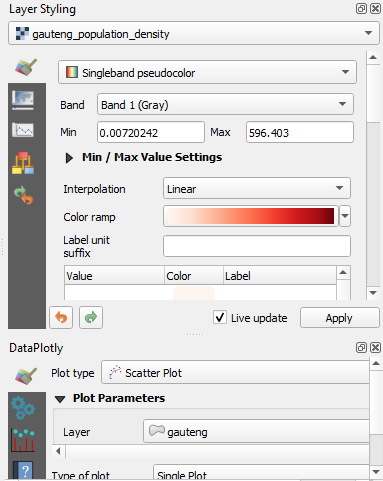 Layer Styling
gauteng_population_density
Singleband pseudocolor
Band Band 1 (Gray)
Min 0.00720242 Max 596.403
Min / Max Value Settings
Interpolation Linear
Color ramp
Label unit
suffix
Value Color Label
Live update Apply
DataPlotly
Plot type Scatter Plot
Plot Parameters
Layer gauteng
Type of plot Single Plot